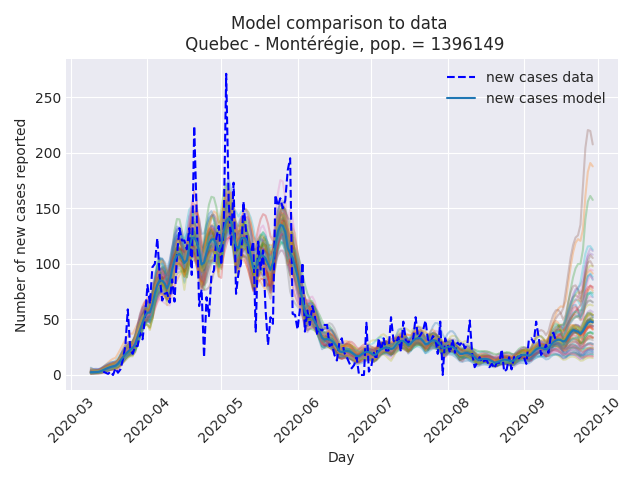 Model comparison to data
Quebec - Montérégie, pop. = 1396149
new cases data
new cases model
Number of new cases reported
250
200
150
100
50
0
2020-03
2020-04
2020-05
2020-06
2020-07
2020-08
2020-09
2020-10
Day